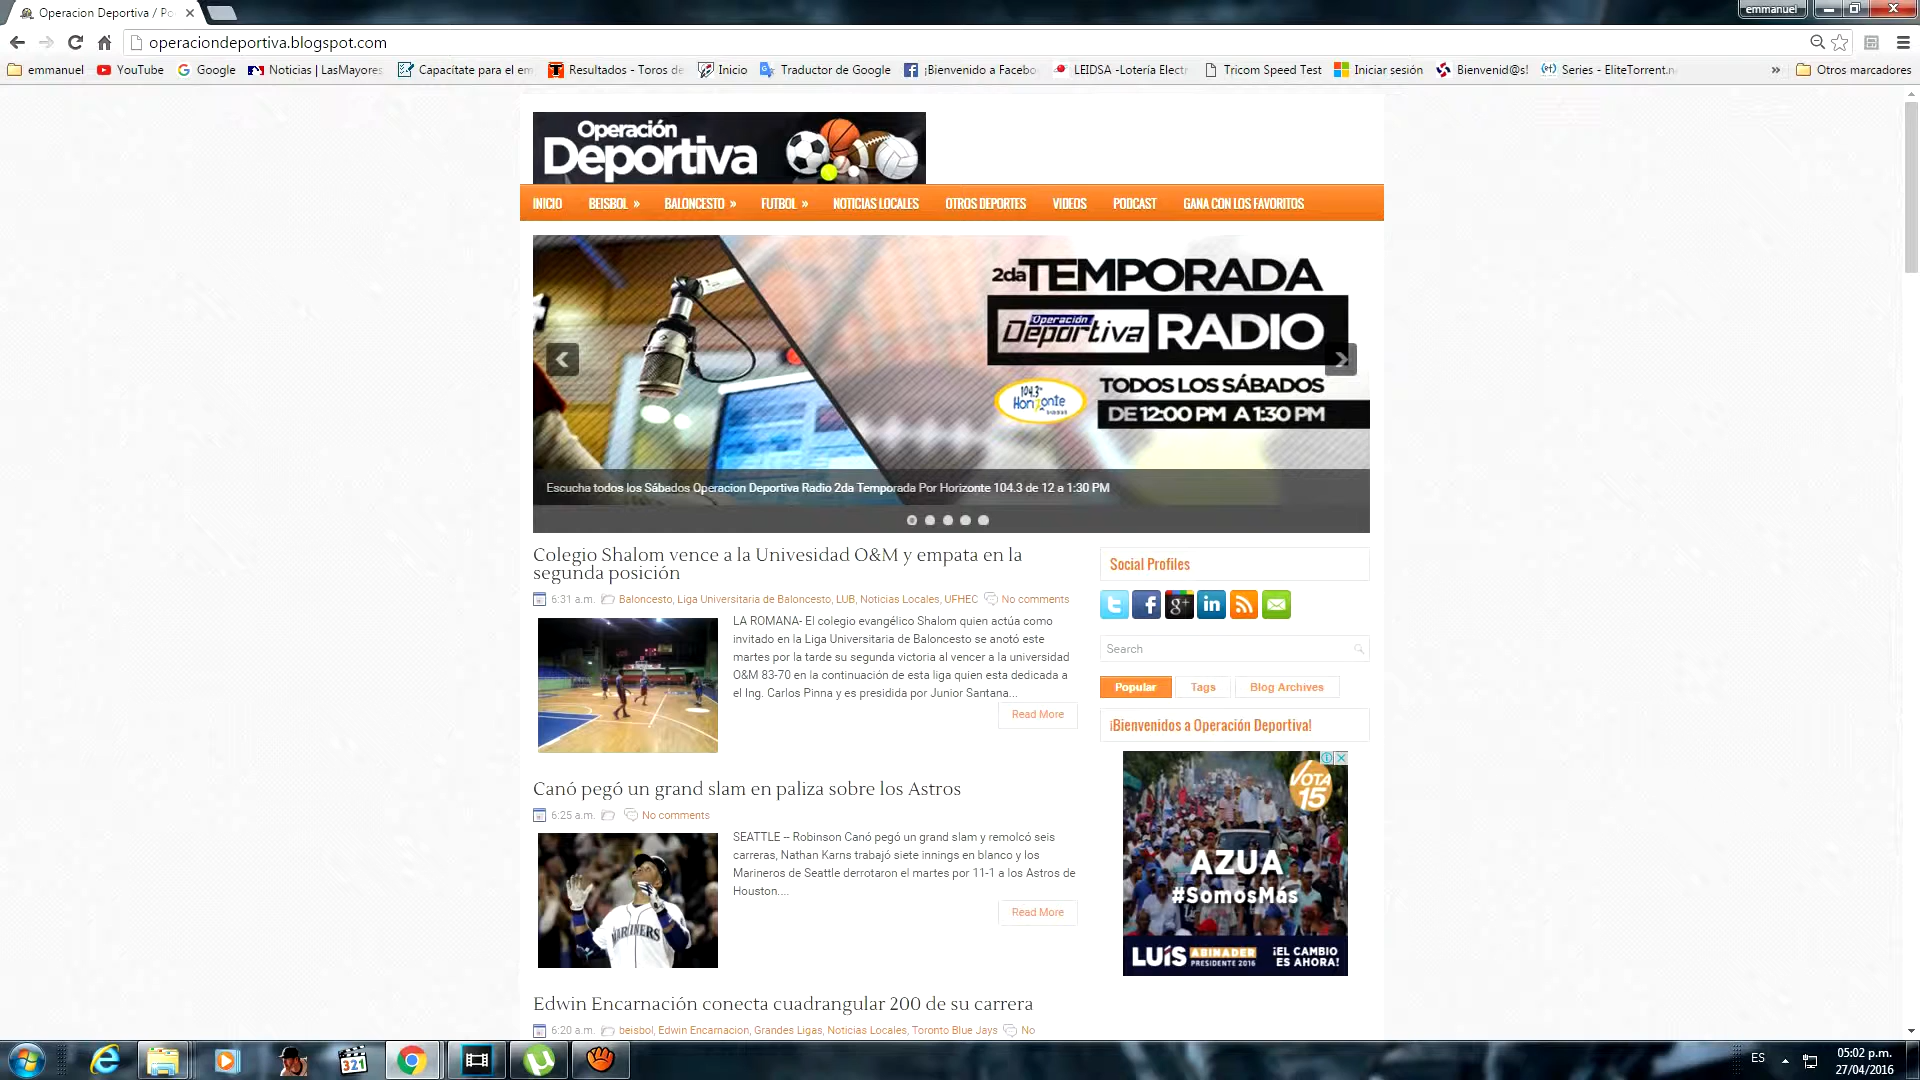 Operacion Deportiva / Po
emmanuel
operaciondeportiva.blogspot.com
emmanuel
YouTube
Google
Noticias | LasMayores
Capacítate para el em
Resultados - Toros de
Inicio
Traductor de Google
¡Bienvenido a Facebo
LEIDSA -Lotería Electr
Tricom Speed Test
Iniciar sesión
Bienvenid@s!
Series - EliteTorrent.n
»
Otros marcadores
Operación
Deportiva
INICIO
BEISBOL »
BALONCESTO »
FUTBOL »
NOTICIAS LOCALES
OTROS DEPORTES
VIDEOS
PODCAST
GANA CON LOS FAVORITOS
2da TEMPORADA
Operación
Deportiva RADIO
104.3
Horizonte
TODOS LOS SÁBADOS
DE 12:00 PM A 1:30 PM
Escucha todos los Sábados Operacion Deportiva Radio 2da Temporada Por Horizonte 104.3 de 12 a 1:30 PM
Colegio Shalom vence a la Univesidad O&M y empata en la
segunda posición
6:31 a.m. Baloncesto, Liga Universitaria de Baloncesto, LUB, Noticias Locales, UFHEC No comments
LA ROMANA- El colegio evangélico Shalom quien actúa como
invitado en la Liga Universitaria de Baloncesto se anotó este
martes por la tarde su segunda victoria al vencer a la universidad
O&M 83-70 en la continuación de esta liga quien esta dedicada a
el Ing. Carlos Pinna y es presidida por Junior Santana...
Read More
Canó pegó un grand slam en paliza sobre los Astros
6:25 a.m. No comments
SEATTLE -- Robinson Canó pegó un grand slam y remolcó seis
carreras, Nathan Karns trabajó siete innings en blanco y los
Marineros de Seattle derrotaron el martes por 11-1 a los Astros de
Houston....
MARINERS
Read More
Edwin Encarnación conecta cuadrangular 200 de su carrera
6:20 a.m. beisbol, Edwin Encarnacion, Grandes Ligas, Noticias Locales, Toronto Blue Jays No
Social Profiles
Search
Popular
Tags
Blog Archives
¡Bienvenidos a Operación Deportiva!
VOTA
15
AZUA
#SomosMás
LUIS ABINADER
PRESIDENTE 2016
¡EL CAMBIO
ES AHORA!
321
ES
05:02 p.m.
27/04/2016